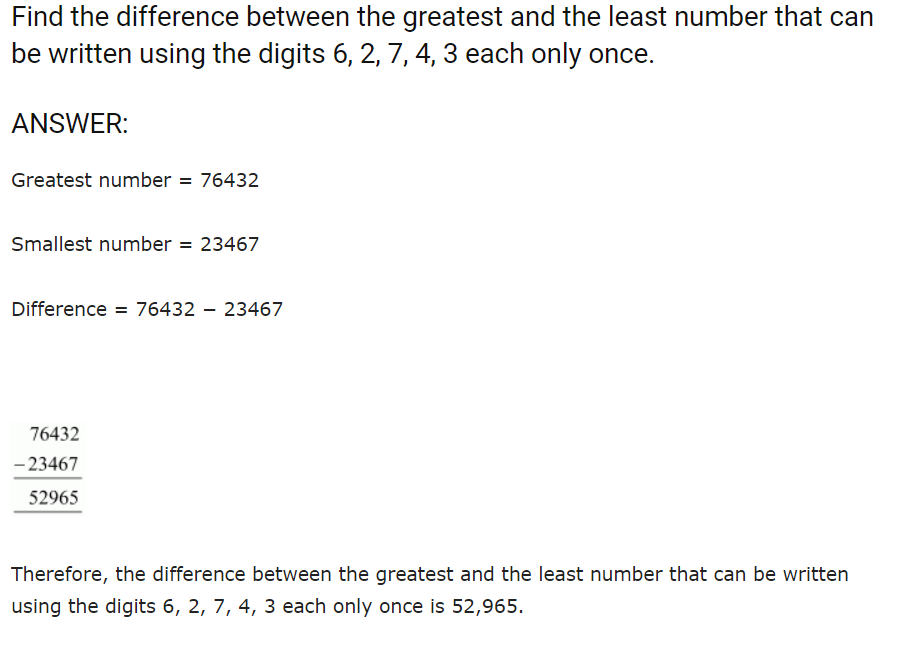 Find the difference between the greatest and the least number that can
be written using the digits 6, 2, 7, 4, 3 each only once.
ANSWER:
Greatest number = 76432
Smallest number = 23467
Difference = 76432 − 23467
76432
−23467
52965
Therefore, the difference between the greatest and the least number that can be written
using the digits 6, 2, 7, 4, 3 each only once is 52,965.